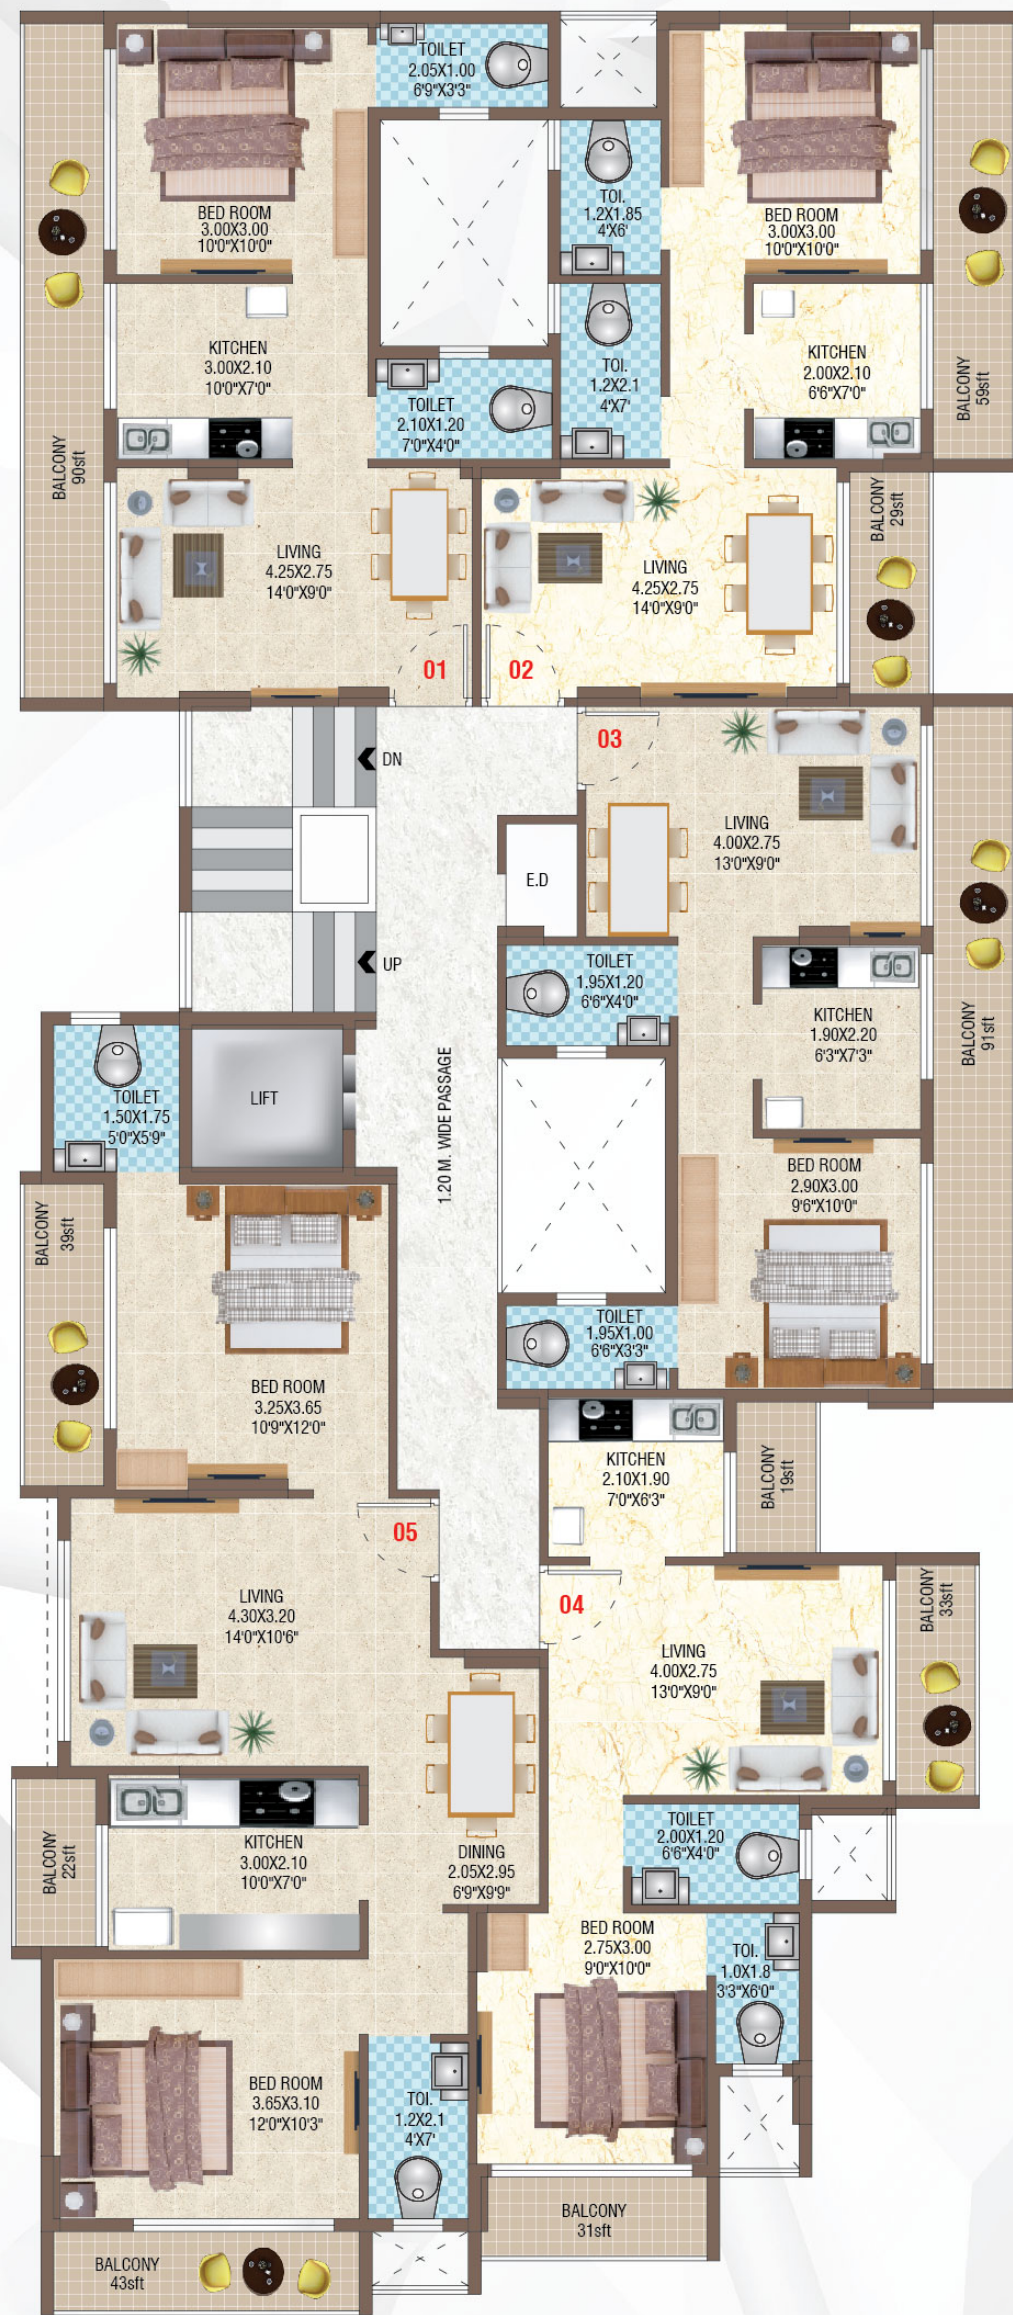 TOILET
2.05X1.00
6'9"X3'3"
BED ROOM
3.00X3.00
10'0"X10'0"
TOI.
1.2X1.85
4'X6'
BED ROOM
3.00X3.00
10'0"X10'0"
KITCHEN
3.00X2.10
10'0"X7'0"
TOI.
1.2X2.1
4'X7'
KITCHEN
2.00X2.10
6'6"X7'0"
BALCONY
59sft
TOILET
2.10X1.20
7'0"X4'0"
BALCONY
90sft
BALCONY
29sft
LIVING
4.25X2.75
14'0"X9'0"
LIVING
4.25X2.75
14'0"X9'0"
01
02
03
DN
LIVING
4.00X2.75
13'0"X9'0"
E.D
UP
TOILET
1.95X1.20
6'6"X4'0"
KITCHEN
1.90X2.20
6'3"X7'3"
BALCONY
91sft
LIFT
TOILET
1.50X1.75
5'0"X5'9"
1.20 M. WIDE PASSAGE
BED ROOM
2.90X3.00
9'6"X10'0"
BALCONY
39sft
TOILET
1.95X1.00
6'6"X3'3"
BED ROOM
3.25X3.65
10'9"X12'0"
KITCHEN
2.10X1.90
7'0"X6'3"
BALCONY
19sft
05
04
LIVING
4.30X3.20
14'0"X10'6"
BALCONY
33sft
LIVING
4.00X2.75
13'0"X9'0"
TOILET
2.00X1.20
6'6"X4'0"
KITCHEN
3.00X2.10
10'0"X7'0"
DINING
2.05X2.95
6'9"X9'9"
BALCONY
22sft
BED ROOM
2.75X3.00
9'0"X10'0"
TOI.
1.0X1.8
3'3"X6'0"
BED ROOM
3.65X3.10
12'0"X10'3"
TOI.
1.2X2.1
4'X7'
BALCONY
31sft
BALCONY
43sft